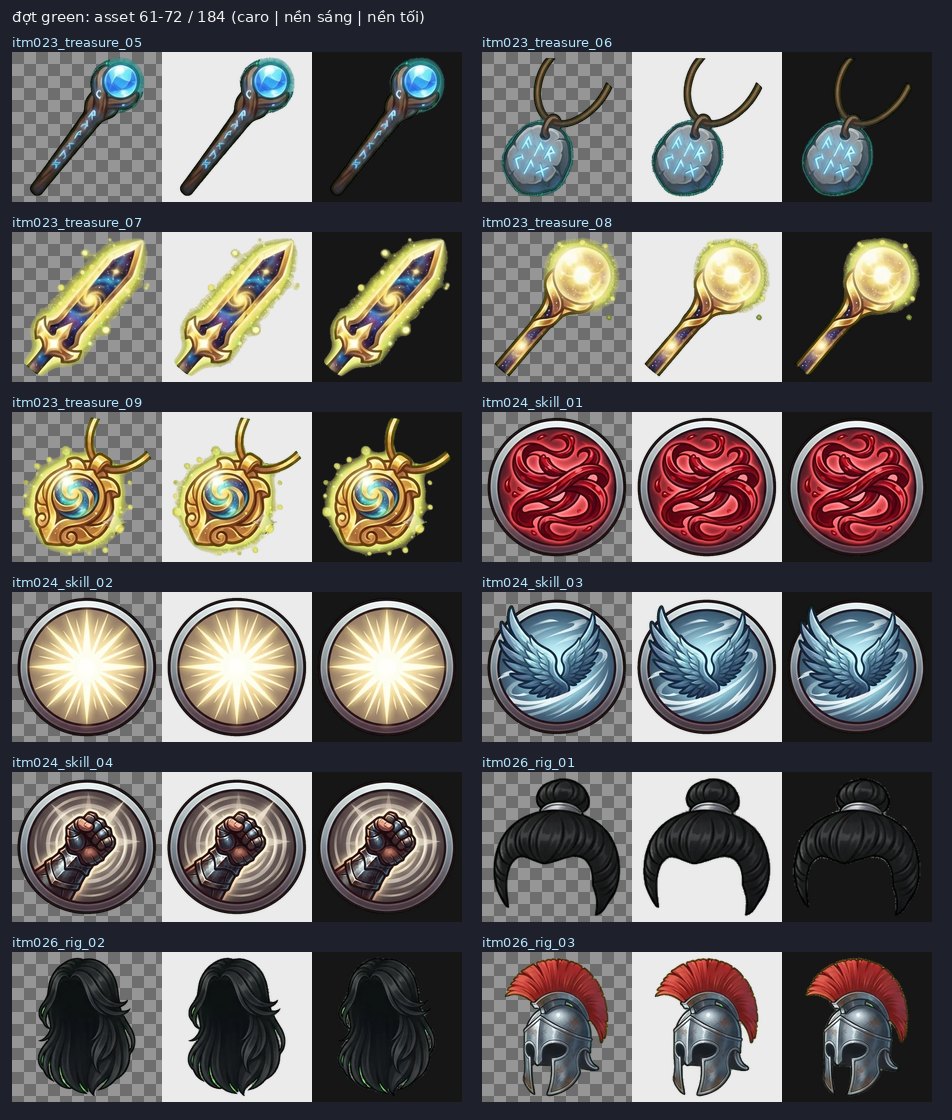 đợt green: asset 61-72 / 184 (caro | nền sáng | nền tối)
itm023_treasure_05
itm023_treasure_06
itm023_treasure_07
itm023_treasure_08
itm023_treasure_09
itm024_skill_01
itm024_skill_02
itm024_skill_03
itm024_skill_04
itm026_rig_01
itm026_rig_02
itm026_rig_03